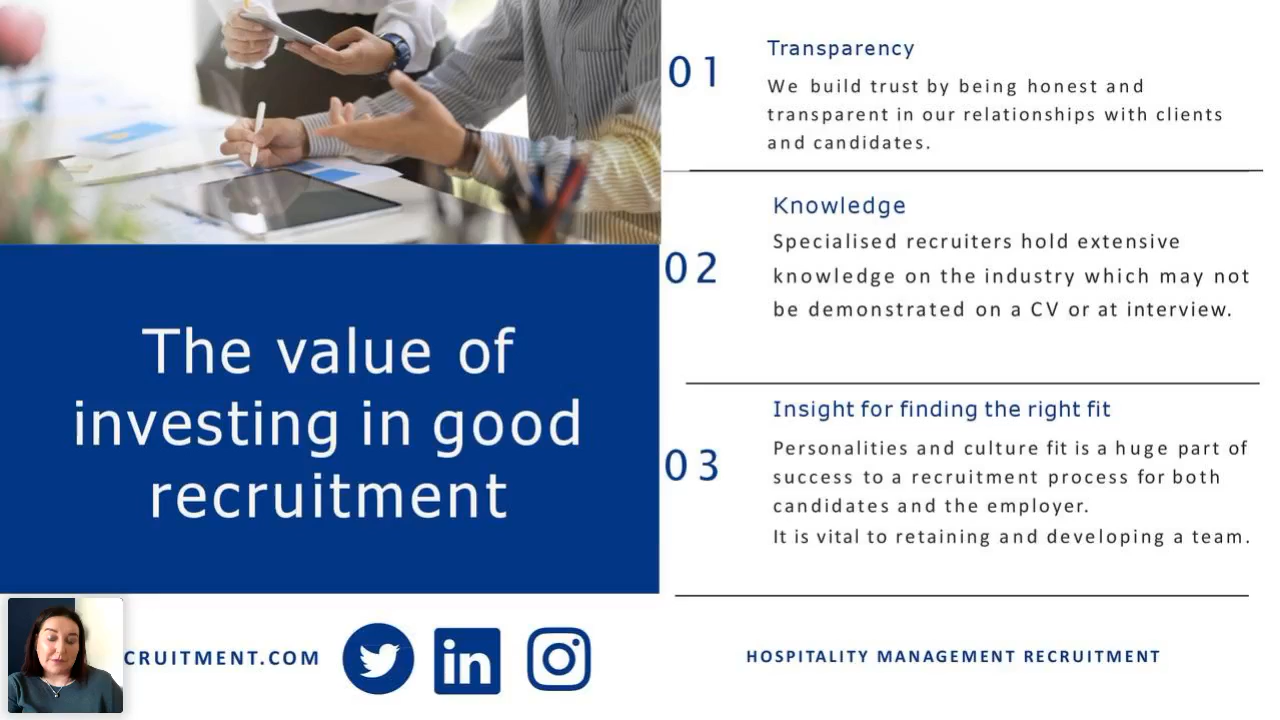 The value of
investing in good
recruitment
01
Transparency
We build trust by being honest and
transparent in our relationships with clients
and candidates.
02
Knowledge
Specialised recruiters hold extensive
knowledge on the industry which may not
be demonstrated on a CV or at interview.
03
Insight for finding the right fit
Personalities and culture fit is a huge part of
success to a recruitment process for both
candidates and the employer.
It is vital to retaining and developing a team.
CRUITMENT.COM
in
HOSPITALITY MANAGEMENT RECRUITMENT